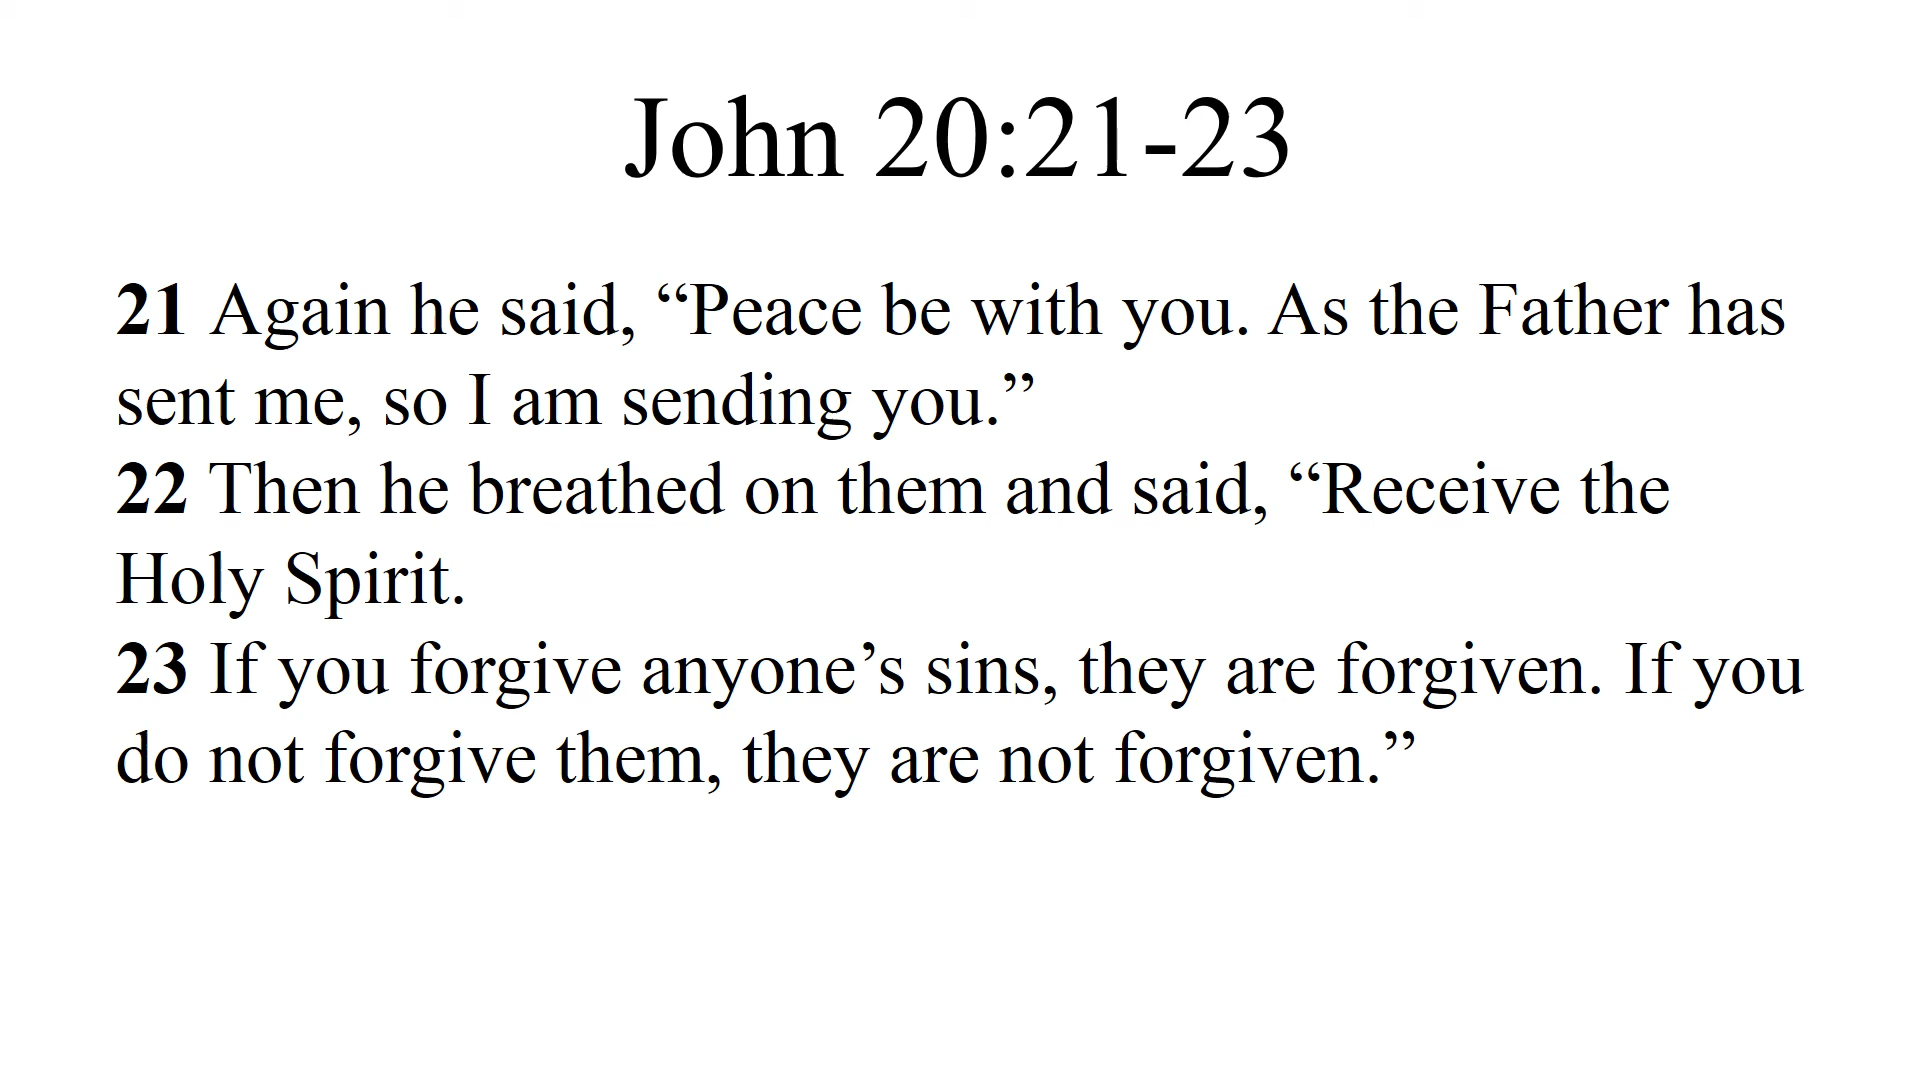 John 20:21-23
21 Again he said, “Peace be with you. As the Father has
sent me, so I am sending you.”
22 Then he breathed on them and said, “Receive the
Holy Spirit.
23 If you forgive anyone’s sins, they are forgiven. If you
do not forgive them, they are not forgiven.”